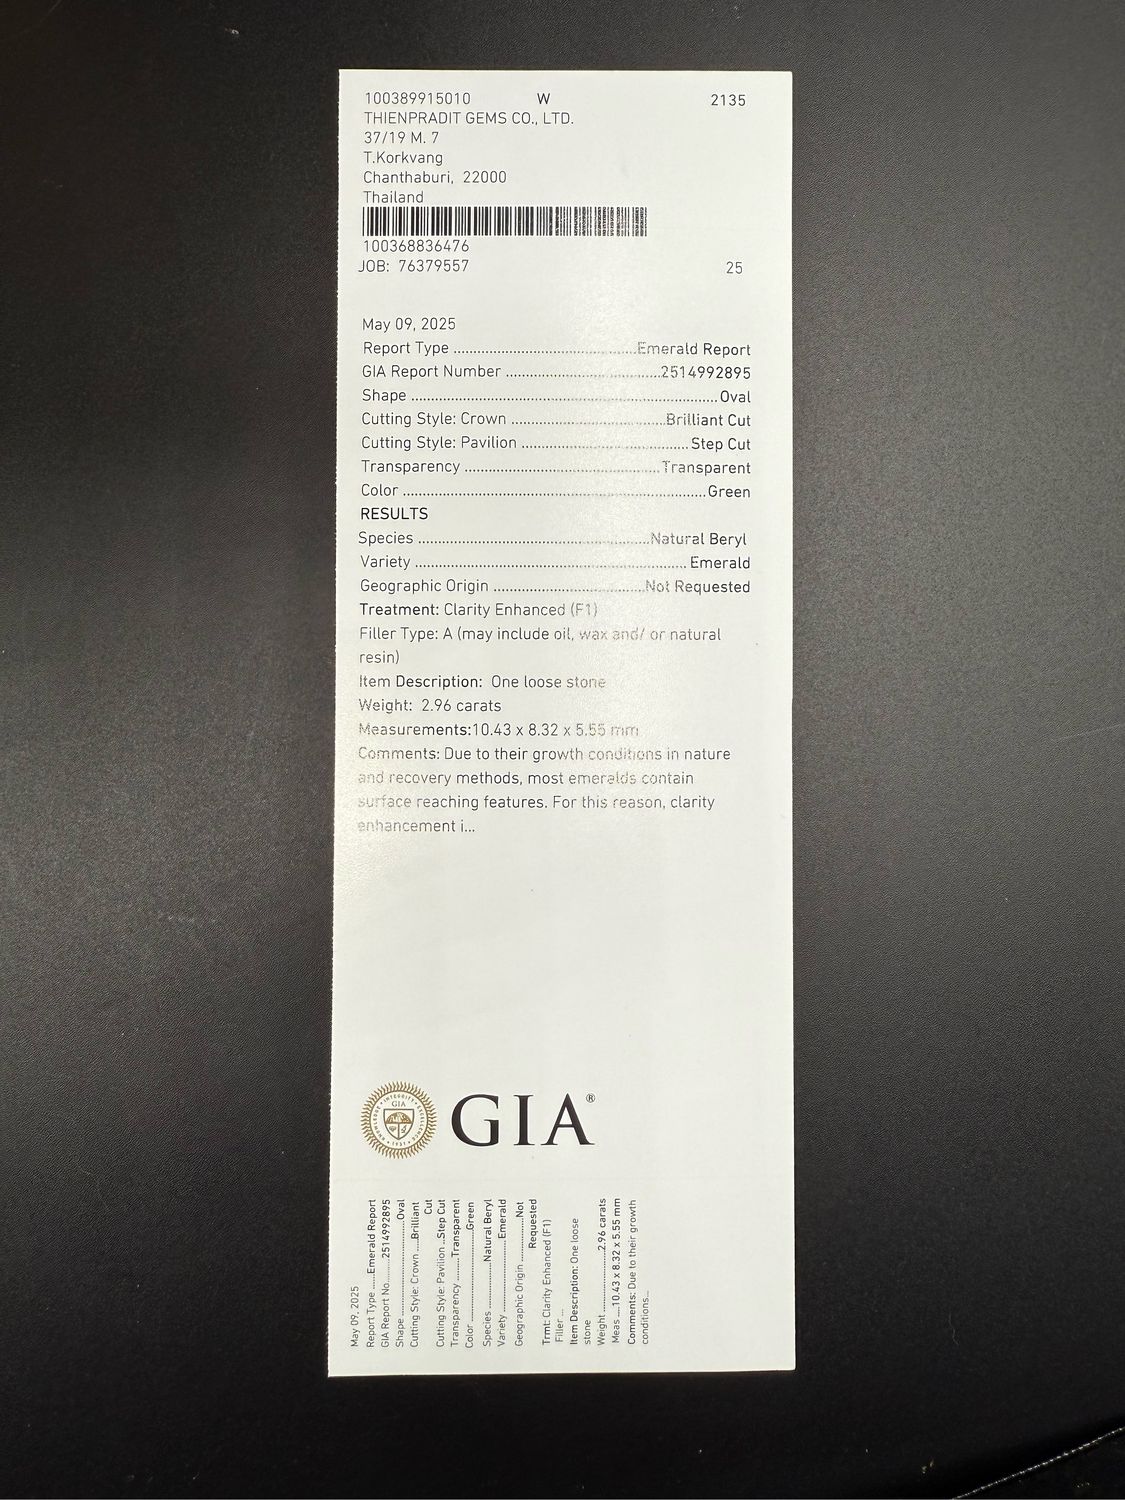 100389915010 W 2135
THIENPRADIT GEMS CO., LTD.
37/19 M. 7
T.Korkvang
Chanthaburi, 22000
Thailand
100368836476
JOB: 76379557 25
May 09, 2025
Report Type ........................................ Emerald Report
GIA Report Number ................................ 2514992895
Shape ................................................................ Oval
Cutting Style: Crown ................................ Brilliant Cut
Cutting Style: Pavilion .................................... Step Cut
Transparency ........................................ Transparent
Color ................................................................ Green
RESULTS
Species ................................................ Natural Beryl
Variety ........................................................ Emerald
Geographic Origin ................................ Not Requested
Treatment: Clarity Enhanced (F1)
Filler Type: A (may include oil, wax and/ or natural
resin)
Item Description: One loose stone
Weight: 2.96 carats
Measurements:10.43 x 8.32 x 5.55 mm
Comments: Due to their growth conditions in nature
and recovery methods, most emeralds contain
surface reaching features. For this reason, clarity
enhancement i...
KNOWLEDGE INTEGRITY EXCELLENCE
GIA
1931
GIA®
May 09, 2025
Report Type ......Emerald Report
GIA Report No.........2514992895
Shape ........................Oval
Cutting Style: Crown ....Brilliant
Cut
Cutting Style: Pavilion ..Step Cut
Transparency .........Transparent
Color ........................Green
Species ................Natural Beryl
Variety ....................Emerald
Geographic Origin ............Not
Requested
Trmt: Clarity Enhanced (F1)
Filler ...
Item Description: One loose
stone
Weight ....................2.96 carats
Meas ....10.43 x 8.32 x 5.55 mm
Comments: Due to their growth
conditions...